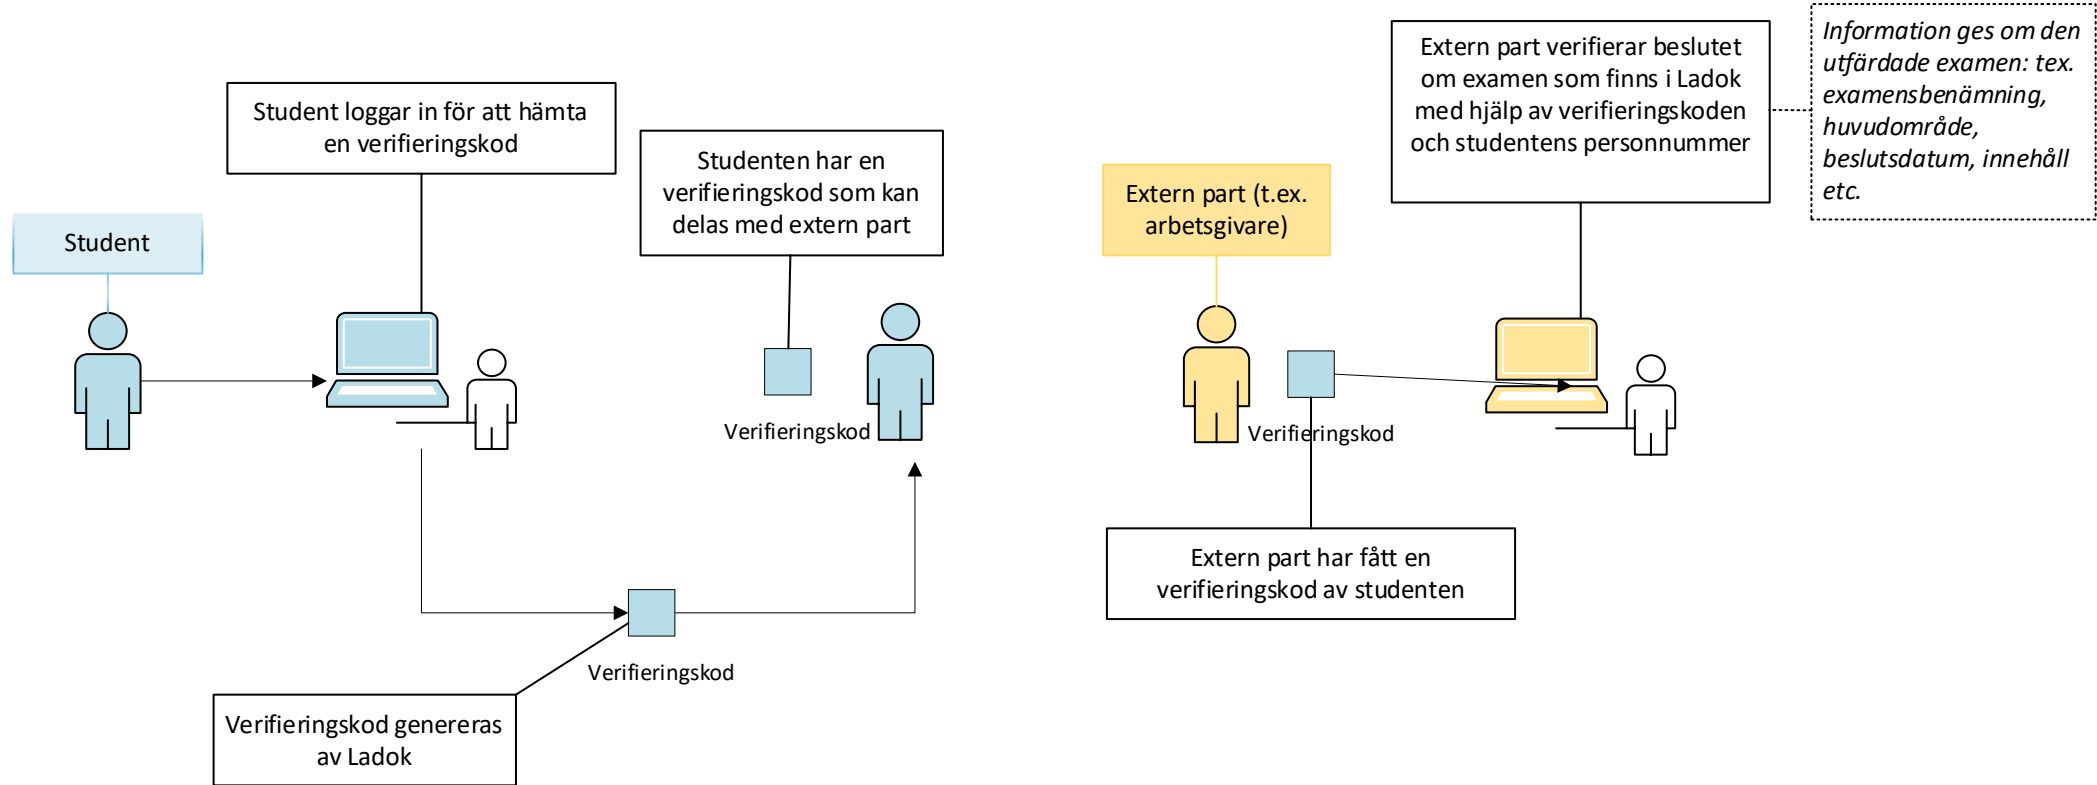 Student
Student loggar in för att hämta
en verifieringskod
Studenten har en
verifieringskod som kan
delas med extern part
Verifieringskod
Verifieringskod
Verifieringskod genereras
av Ladok
Extern part (t.ex.
arbetsgivare)
Verifieringskod
Extern part har fått en
verifieringskod av studenten
Extern part verifierar beslutet
om examen som finns i Ladok
med hjälp av verifieringskoden
och studentens personnummer
Information ges om den
utfärdade examen: tex.
examensbenämning,
huvudområde,
beslutsdatum, innehåll
etc.